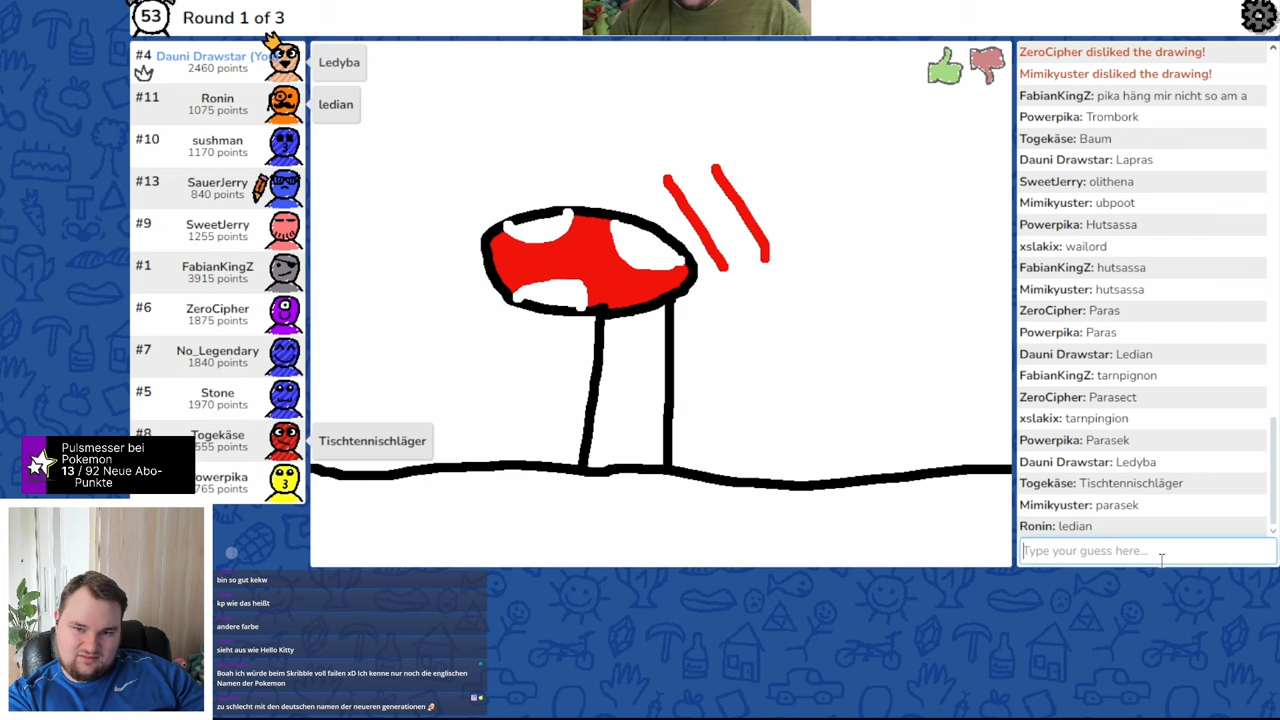 53
Round 1 of 3
#4 Dauni Drawstar (You
2460 points
#11 Ronin
1075 points
#10 sushman
1170 points
#13 SauerJerry
840 points
#9 SweetJerry
1255 points
#1 FabianKingZ
3915 points
#6 ZeroCipher
1875 points
#7 No_Legendary
1840 points
#5 Stone
1970 points
#8 Togekäse
555 points
owerpika
765 points
Pulsmesser bei
Pokemon
13 / 92 Neue Abo-
Punkte
Ledyba
ledian
Tischtennischläger
ZeroCipher disliked the drawing!
Mimikyuster disliked the drawing!
FabianKingZ: pika häng mir nicht so am a
Powerpika: Trombork
Togekäse: Baum
Dauni Drawstar: Lapras
SweetJerry: olithena
Mimikyuster: ubpoot
Powerpika: Hutsassa
xslakix: wailord
FabianKingZ: hutsassa
Mimikyuster: hutsassa
ZeroCipher: Paras
Powerpika: Paras
Dauni Drawstar: Ledian
FabianKingZ: tarnpignon
ZeroCipher: Parasect
xslakix: tarnpingion
Powerpika: Parasek
Dauni Drawstar: Ledyba
Togekäse: Tischtennischläger
Mimikyuster: parasek
Ronin: ledian
Type your guess here...
bin so gut kekw
kp wie das heißt
andere farbe
sieht aus wie Hello Kitty
Boah ich würde beim Skribble voll failen xD Ich kenne nur noch die englischen
Namen der Pokemon
zu schlecht mit den deutschen namen der neueren generationen